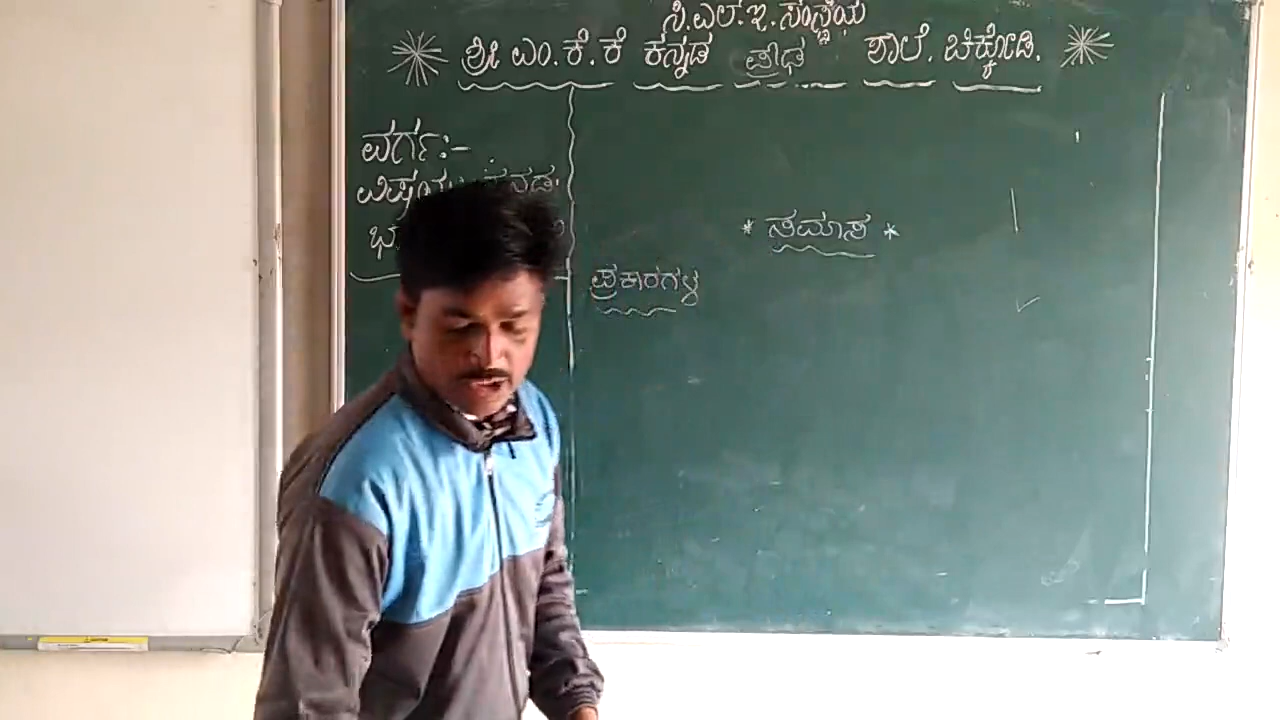 ಸಿ.ಎಲ್.ಇ. ಸಂಸ್ಥೆಯ
ಶ್ರೀ ಎಂ.ಕೆ.ಕೆ ಕನ್ನಡ ಪ್ರೌಢ ಶಾಲೆ. ಚಿಕ್ಕೋಡಿ.
ವರ್ಗ:-
* ಸಮಾಸ *
ಪ್ರಕಾರಗಳು